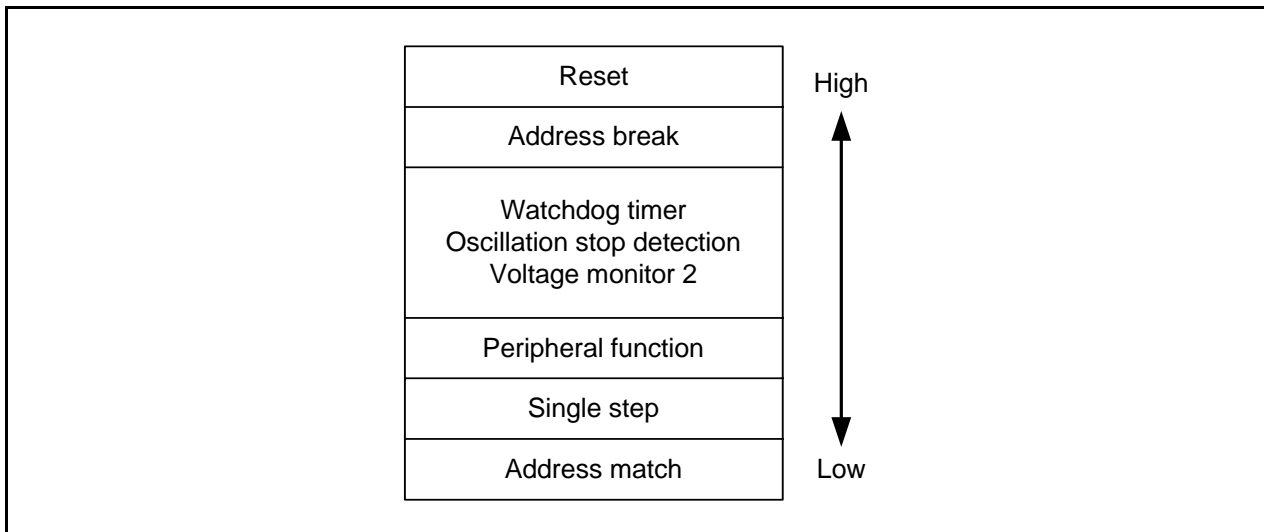 Reset
High
Address break
Watchdog timer
Oscillation stop detection
Voltage monitor 2
Peripheral function
Single step
Address match
Low